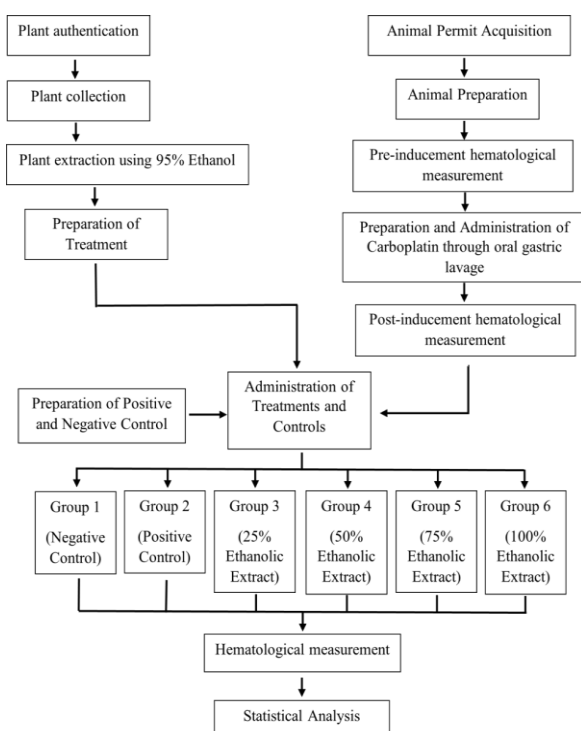 Plant authentication
Plant collection
Plant extraction using 95% Ethanol
Preparation of
Treatment
Animal Permit Acquisition
Animal Preparation
Pre-inducement hematological
measurement
Preparation and Administration of
Carboplatin through oral gastric
lavage
Post-inducement hematological
measurement
Preparation of Positive
and Negative Control
Administration of
Treatments and
Controls
Group 1
(Negative
Control)
Group 2
(Positive
Control)
Group 3
(25%
Ethanolic
Extract)
Group 4
(50%
Ethanolic
Extract)
Group 5
(75%
Ethanolic
Extract)
Group 6
(100%
Ethanolic
Extract)
Hematological measurement
Statistical Analysis